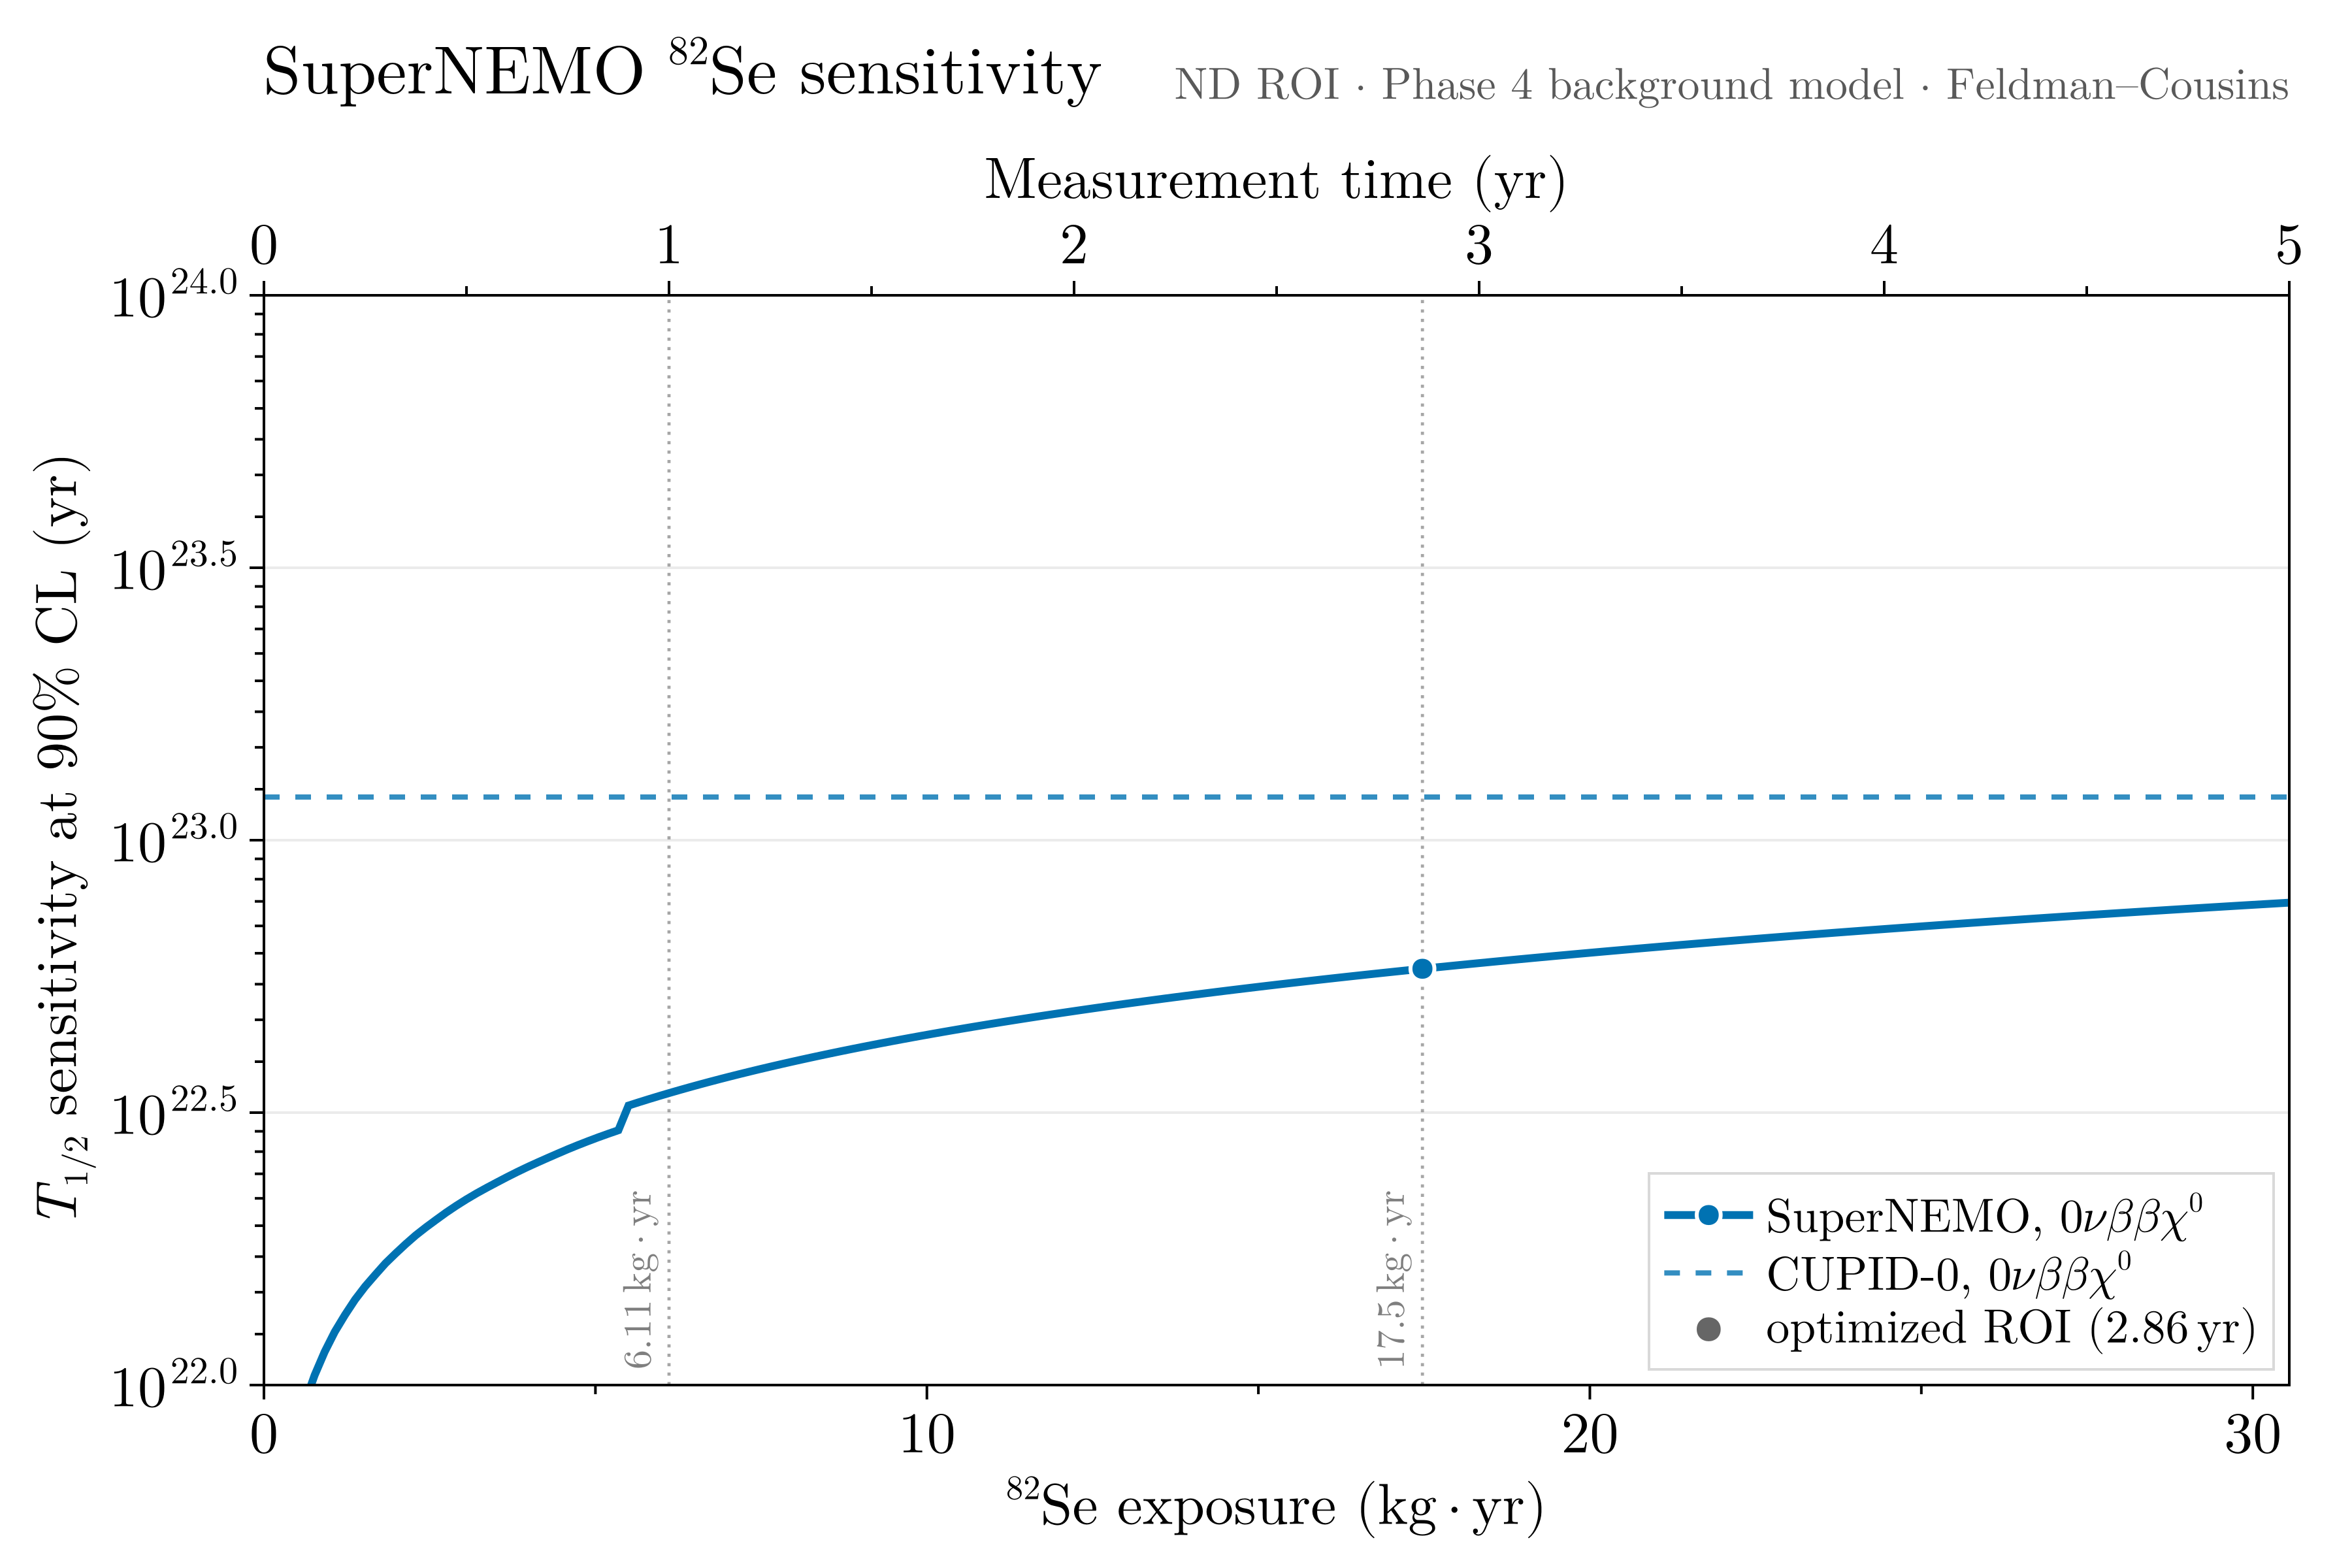 SuperNEMO ⁸²Se sensitivity
ND ROI · Phase 4 background model · Feldman–Cousins
Measurement time (yr)
0 1 2 3 4 5
10^24.0
10^23.5
10^23.0
10^22.5
10^22.0
T_1/2 sensitivity at 90% CL (yr)
6.11 kg · yr
17.5 kg · yr
SuperNEMO, 0νββχ⁰
CUPID-0, 0νββχ⁰
optimized ROI (2.86 yr)
0 10 20 30
⁸²Se exposure (kg · yr)